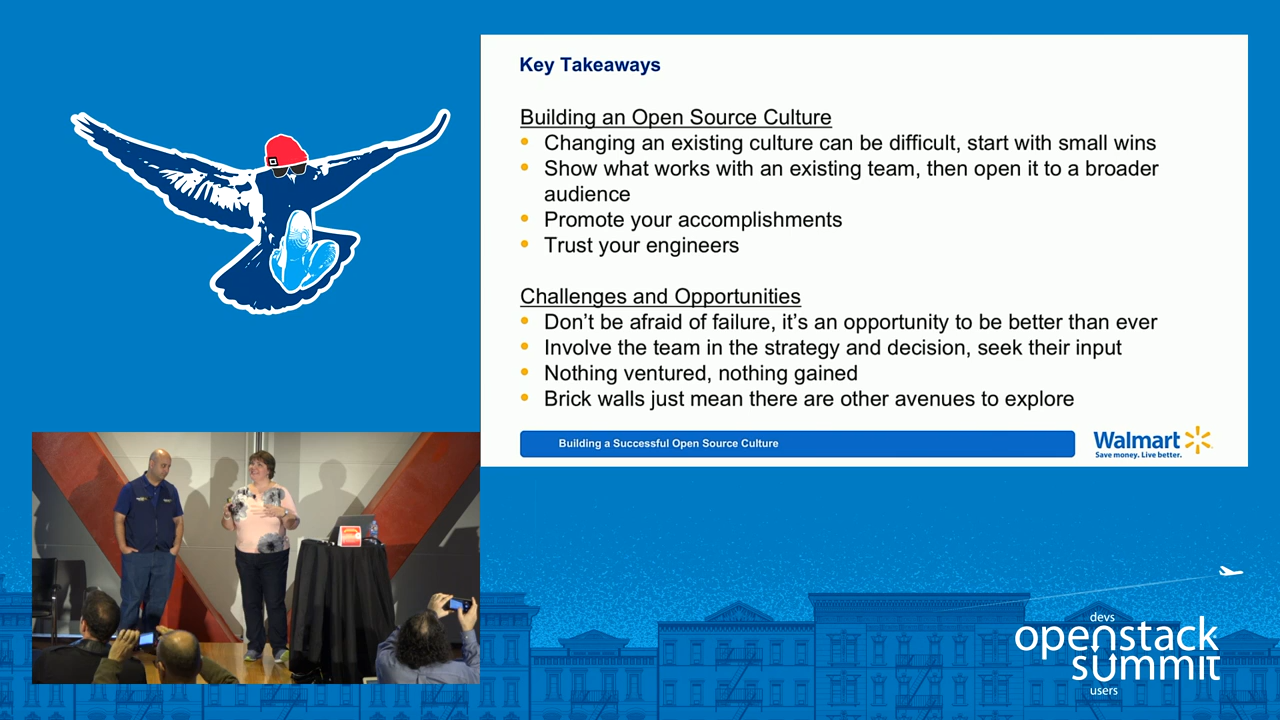 Key Takeaways
Building an Open Source Culture
• Changing an existing culture can be difficult, start with small wins
• Show what works with an existing team, then open it to a broader
audience
• Promote your accomplishments
• Trust your engineers
Challenges and Opportunities
• Don't be afraid of failure, it's an opportunity to be better than ever
• Involve the team in the strategy and decision, seek their input
• Nothing ventured, nothing gained
• Brick walls just mean there are other avenues to explore
Building a Successful Open Source Culture
Walmart
Save money. Live better.
devs
openstack
summit
users